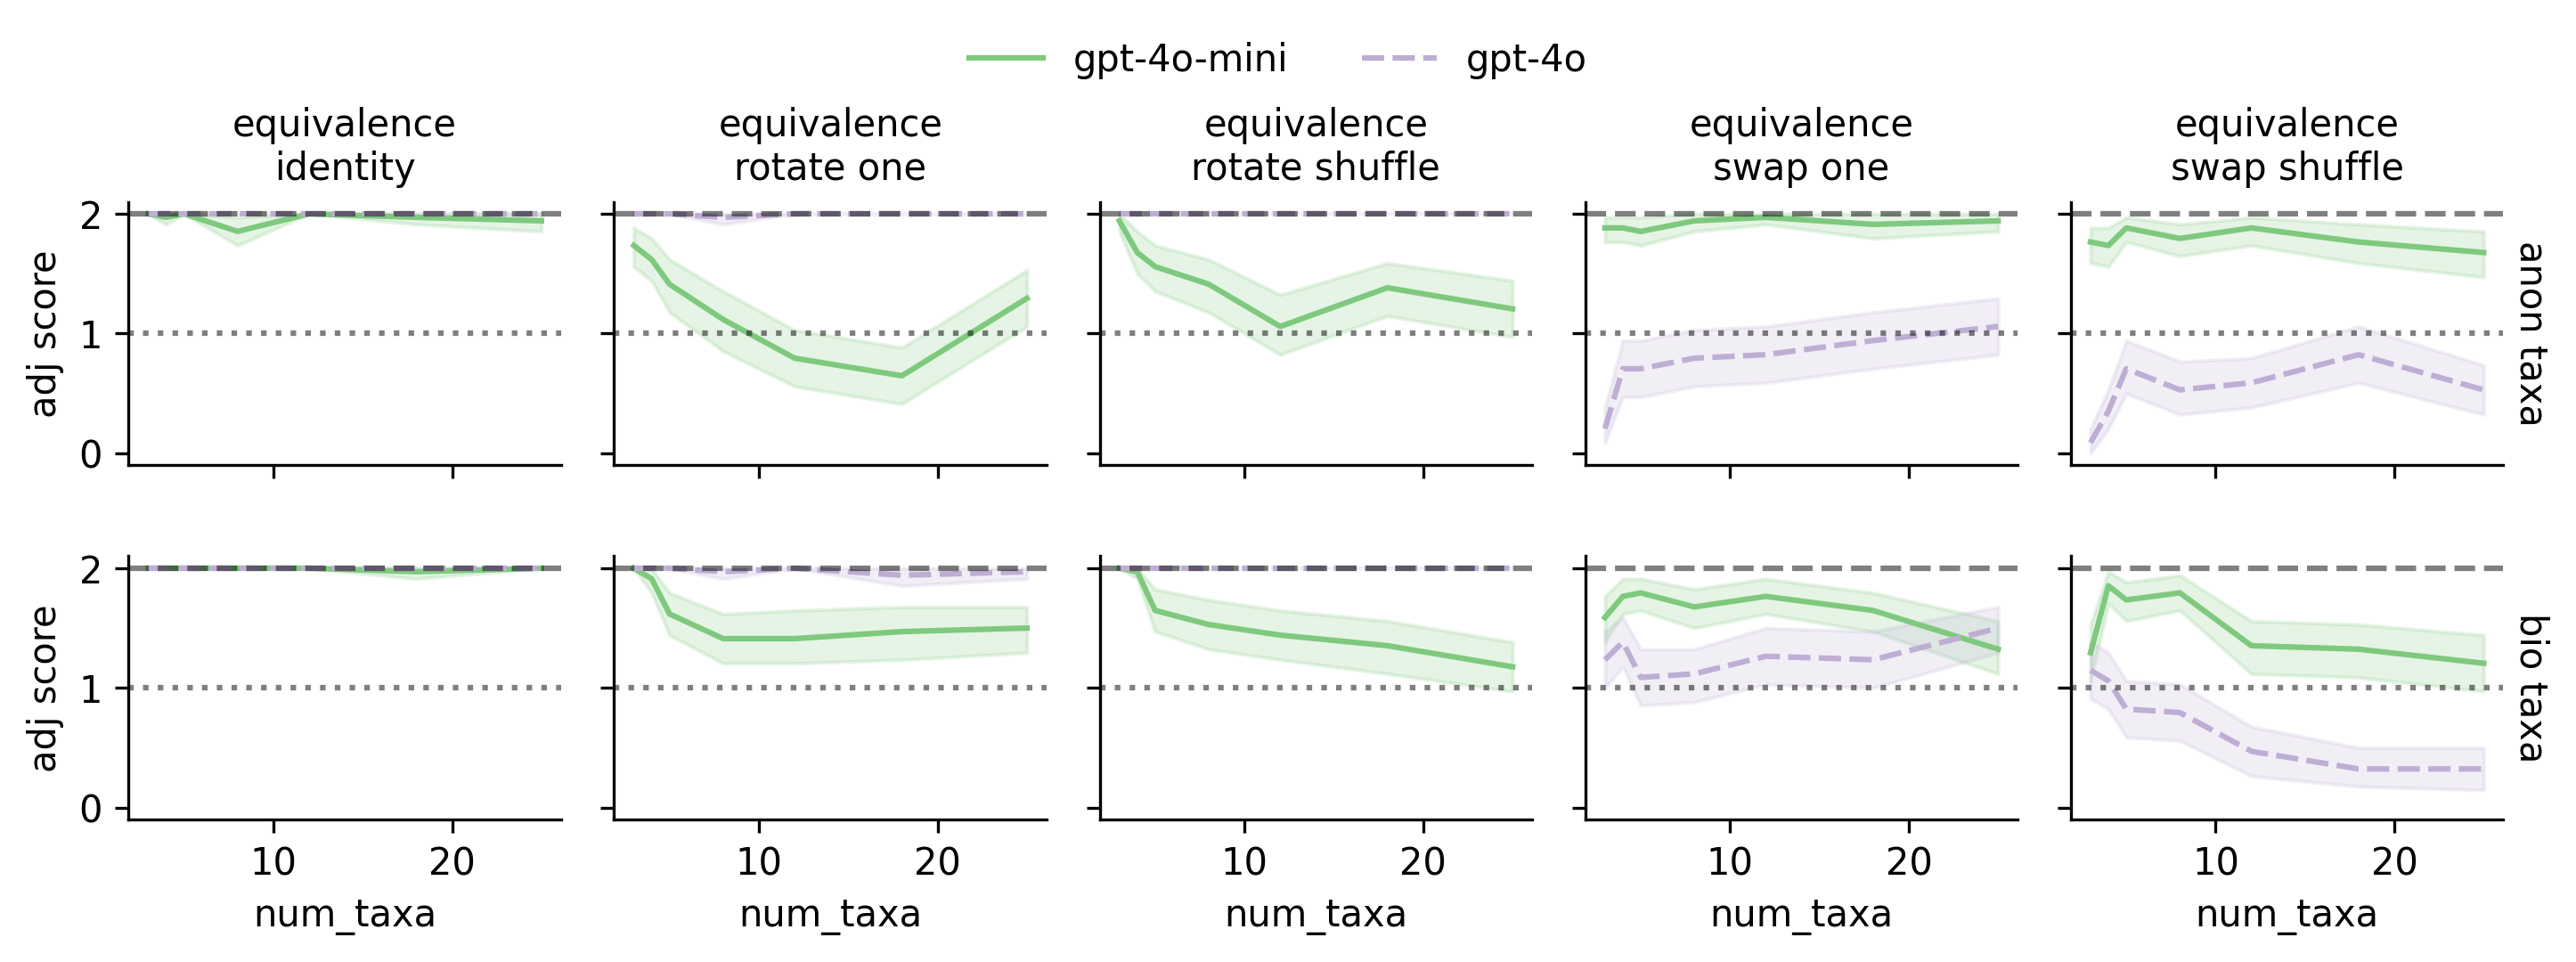 gpt-4o-mini gpt-4o
equivalence identity
equivalence rotate one
equivalence rotate shuffle
equivalence swap one
equivalence swap shuffle
adj score
2
1
0
anon taxa
adj score
2
1
0
bio taxa
10 20
10 20
10 20
10 20
10 20
num_taxa
num_taxa
num_taxa
num_taxa
num_taxa